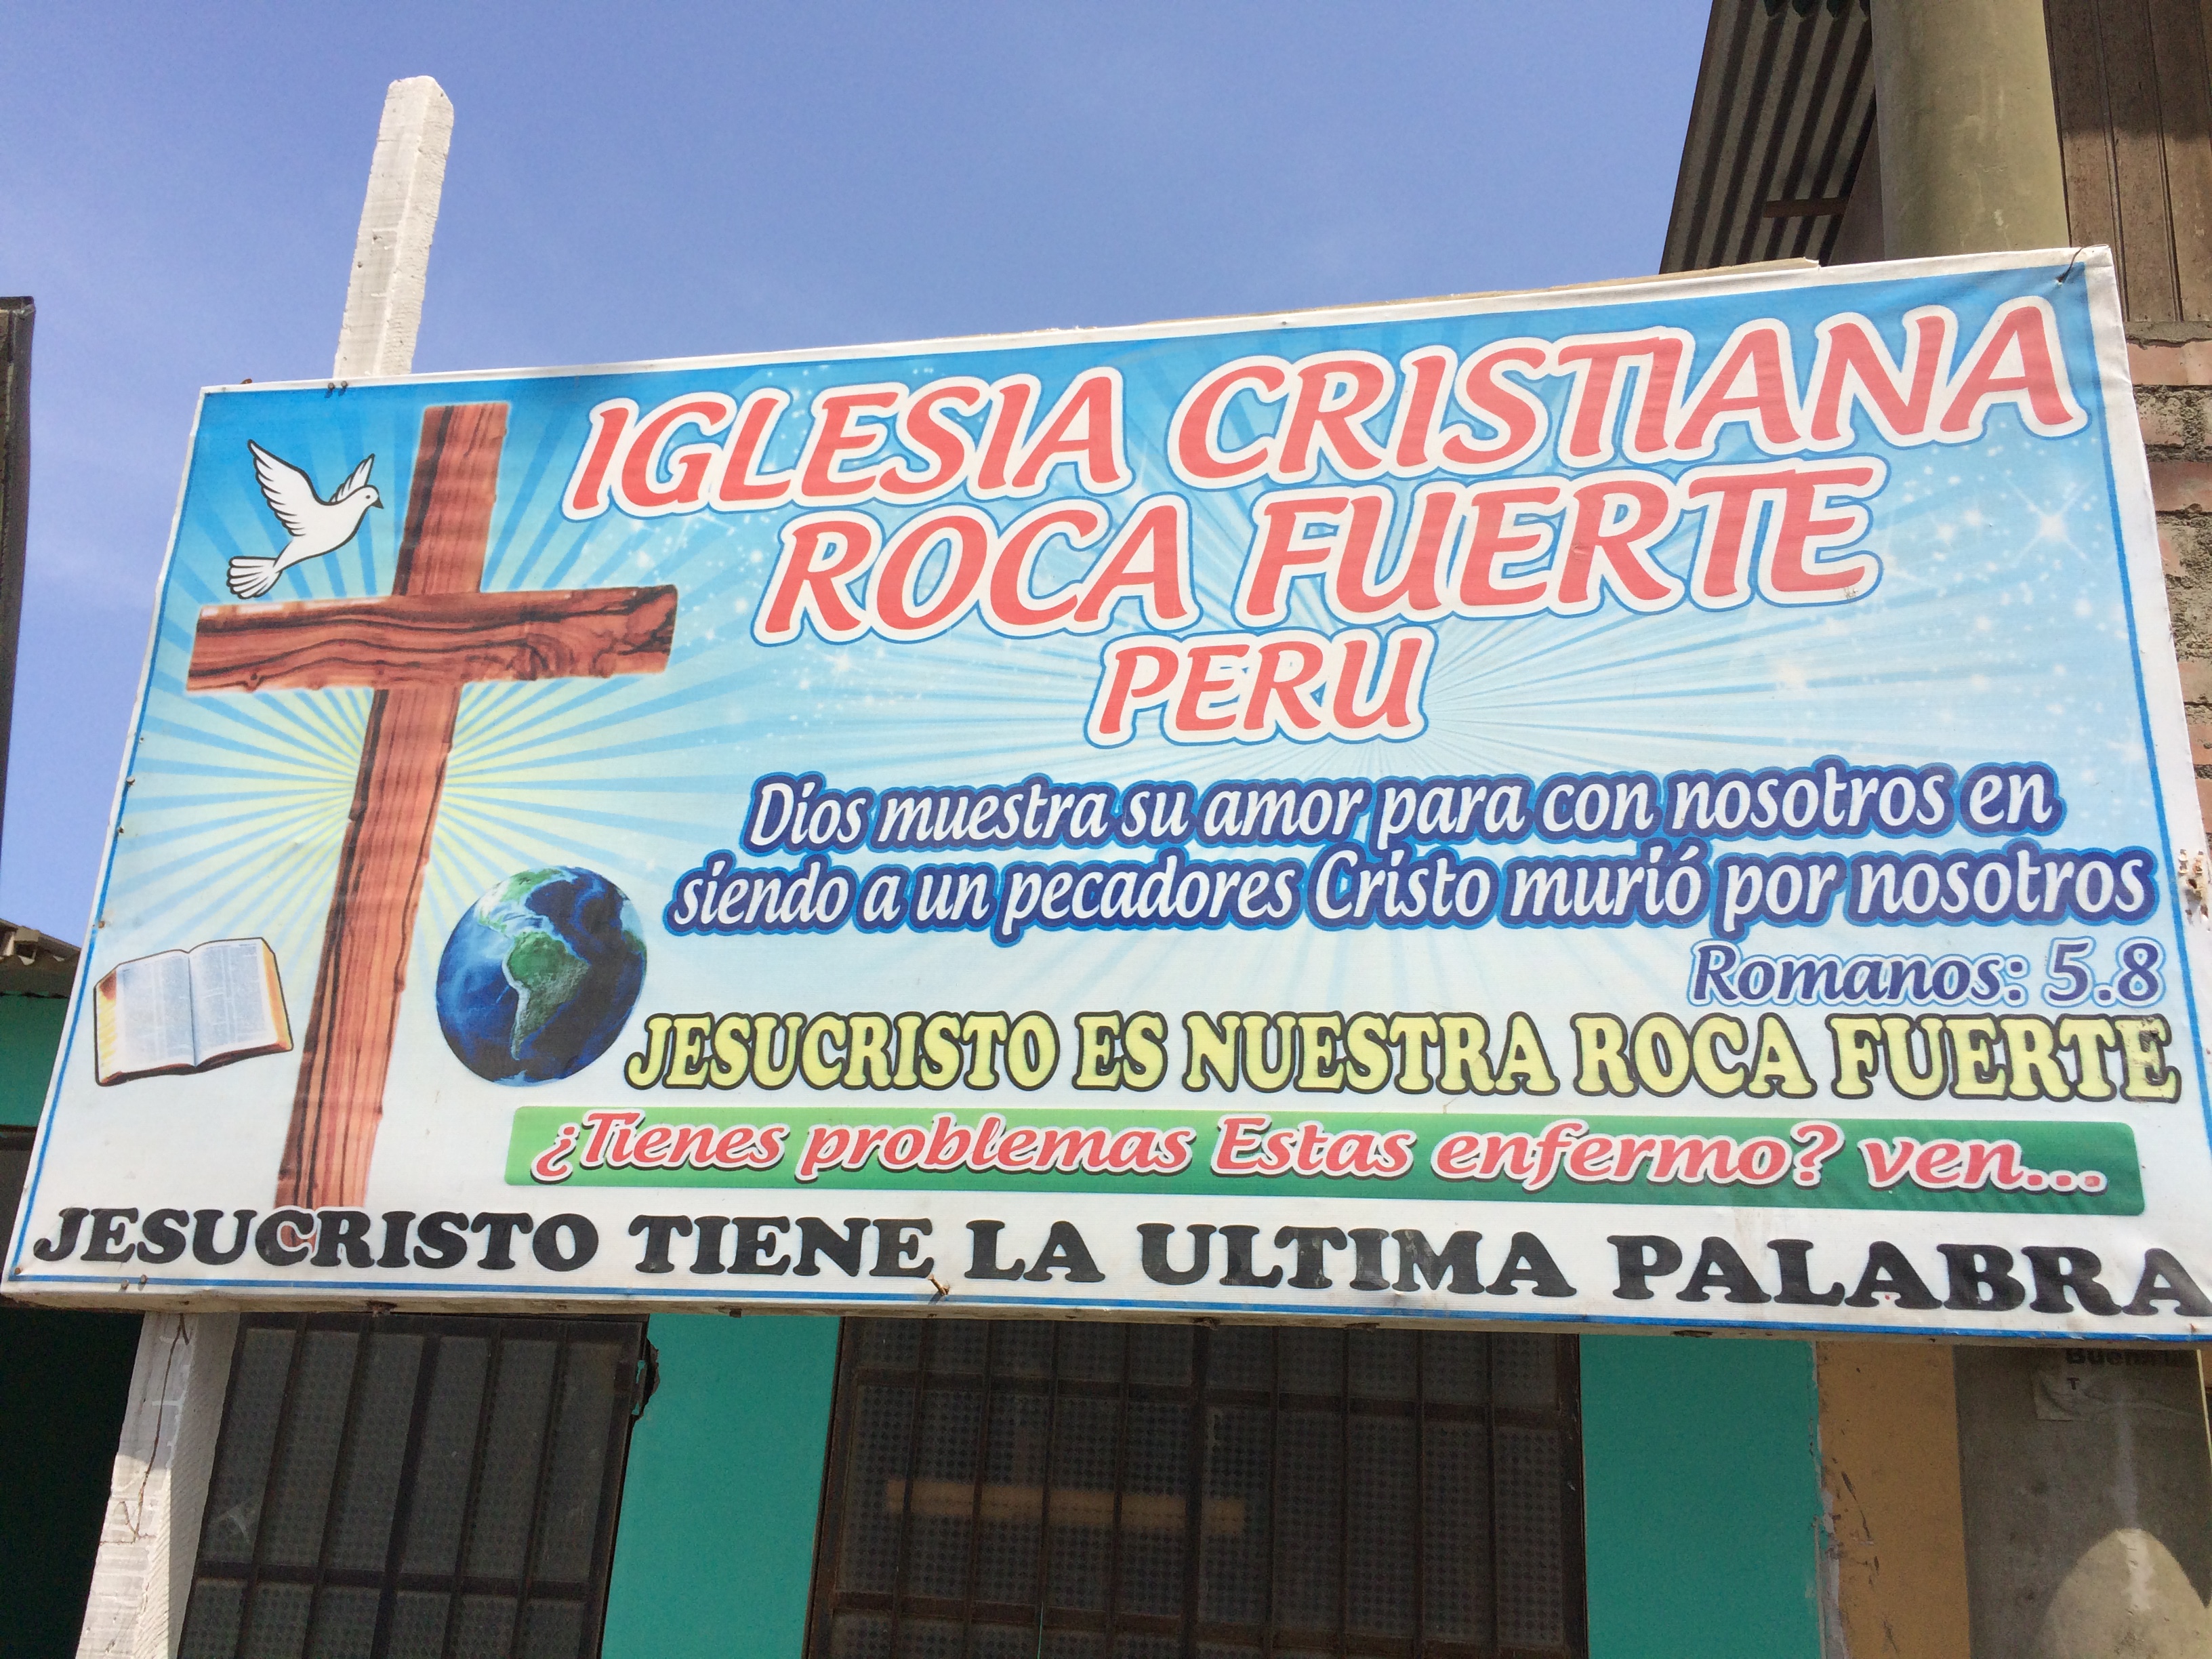 IGLESIA CRISTIANA
ROCA FUERTE
PERU
Dios muestra su amor para con nosotros en
siendo a un pecadores Cristo murió por nosotros
Romanos: 5.8
JESUCRISTO ES NUESTRA ROCA FUERTE
¿Tienes problemas Estas enfermo? ven...
JESUCRISTO TIENE LA ULTIMA PALABRA